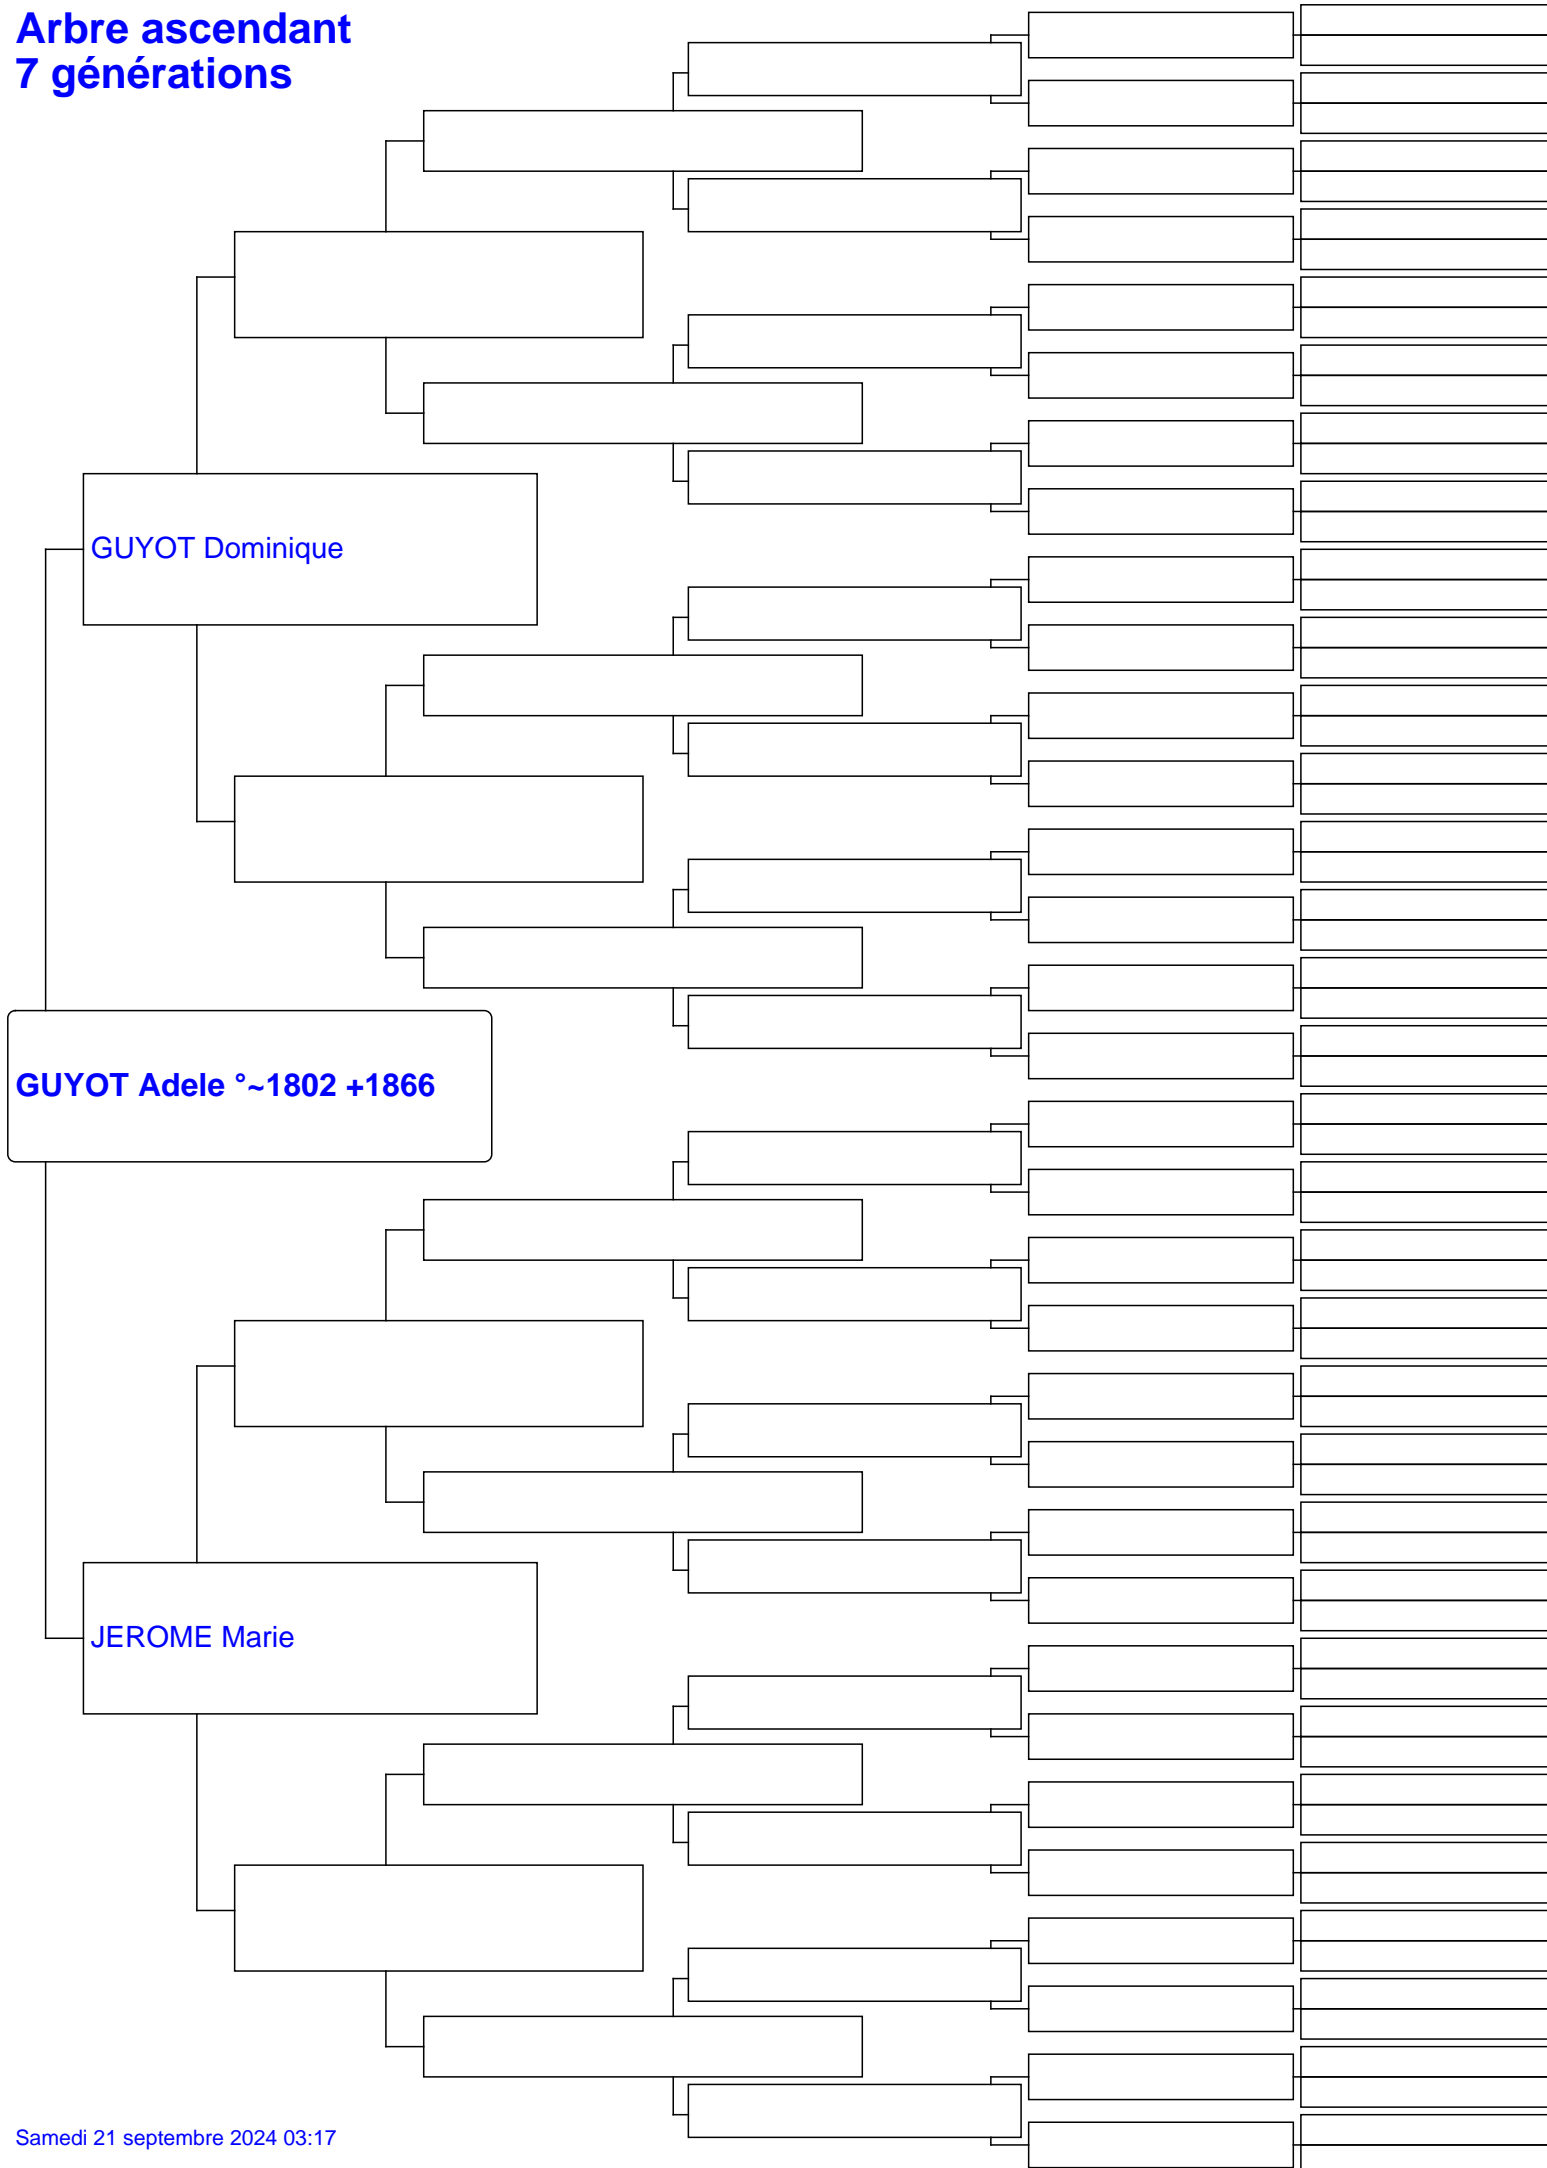 Arbre ascendant
7 générations
GUYOT Dominique
GUYOT Adele °~1802 +1866
JEROME Marie
Samedi 21 septembre 2024 03:17